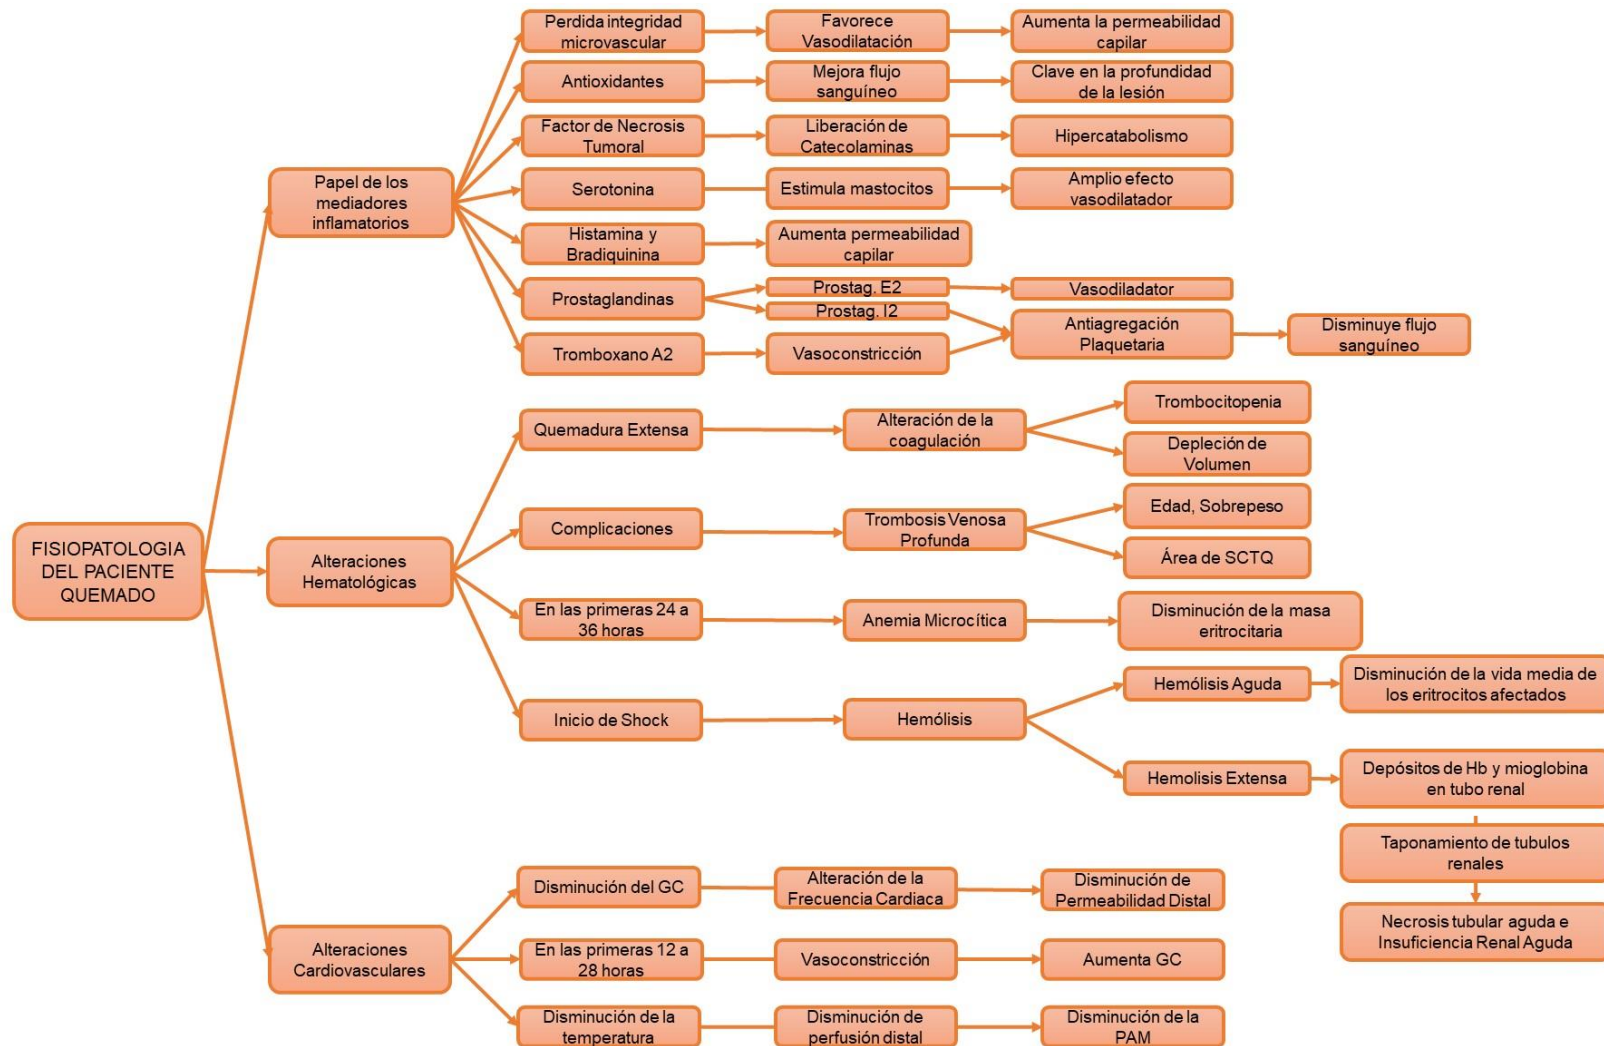 FISIOPATOLOGIA
DEL PACIENTE
QUEMADO
Papel de los
mediadores
inflamatorios
Perdida integridad
microvascular
Favorece
Vasodilatación
Aumenta la permeabilidad
capilar
Antioxidantes
Mejora flujo
sanguíneo
Clave en la profundidad
de la lesión
Factor de Necrosis
Tumoral
Liberación de
Catecolaminas
Hipercatabolismo
Serotonina
Estimula mastocitos
Amplio efecto
vasodilatador
Histamina y
Bradiquinina
Aumenta permeabilidad
capilar
Prostaglandinas
Prostag. E2
Vasodiladator
Prostag. I2
Antiagregación
Plaquetaria
Disminuye flujo
sanguíneo
Tromboxano A2
Vasoconstricción
Alteraciones
Hematológicas
Quemadura Extensa
Alteración de la
coagulación
Trombocitopenia
Depleción de
Volumen
Complicaciones
Trombosis Venosa
Profunda
Edad, Sobrepeso
Área de SCTQ
En las primeras 24 a
36 horas
Anemia Microcítica
Disminución de la masa
eritrocitaria
Inicio de Shock
Hemólisis
Hemólisis Aguda
Disminución de la vida media de
los eritrocitos afectados
Hemolisis Extensa
Depósitos de Hb y mioglobina
en tubo renal
Taponamiento de tubulos
renales
Necrosis tubular aguda e
Insuficiencia Renal Aguda
Alteraciones
Cardiovasculares
Disminución del GC
Alteración de la
Frecuencia Cardiaca
Disminución de
Permeabilidad Distal
En las primeras 12 a
28 horas
Vasoconstricción
Aumenta GC
Disminución de la
temperatura
Disminución de
perfusión distal
Disminución de la
PAM